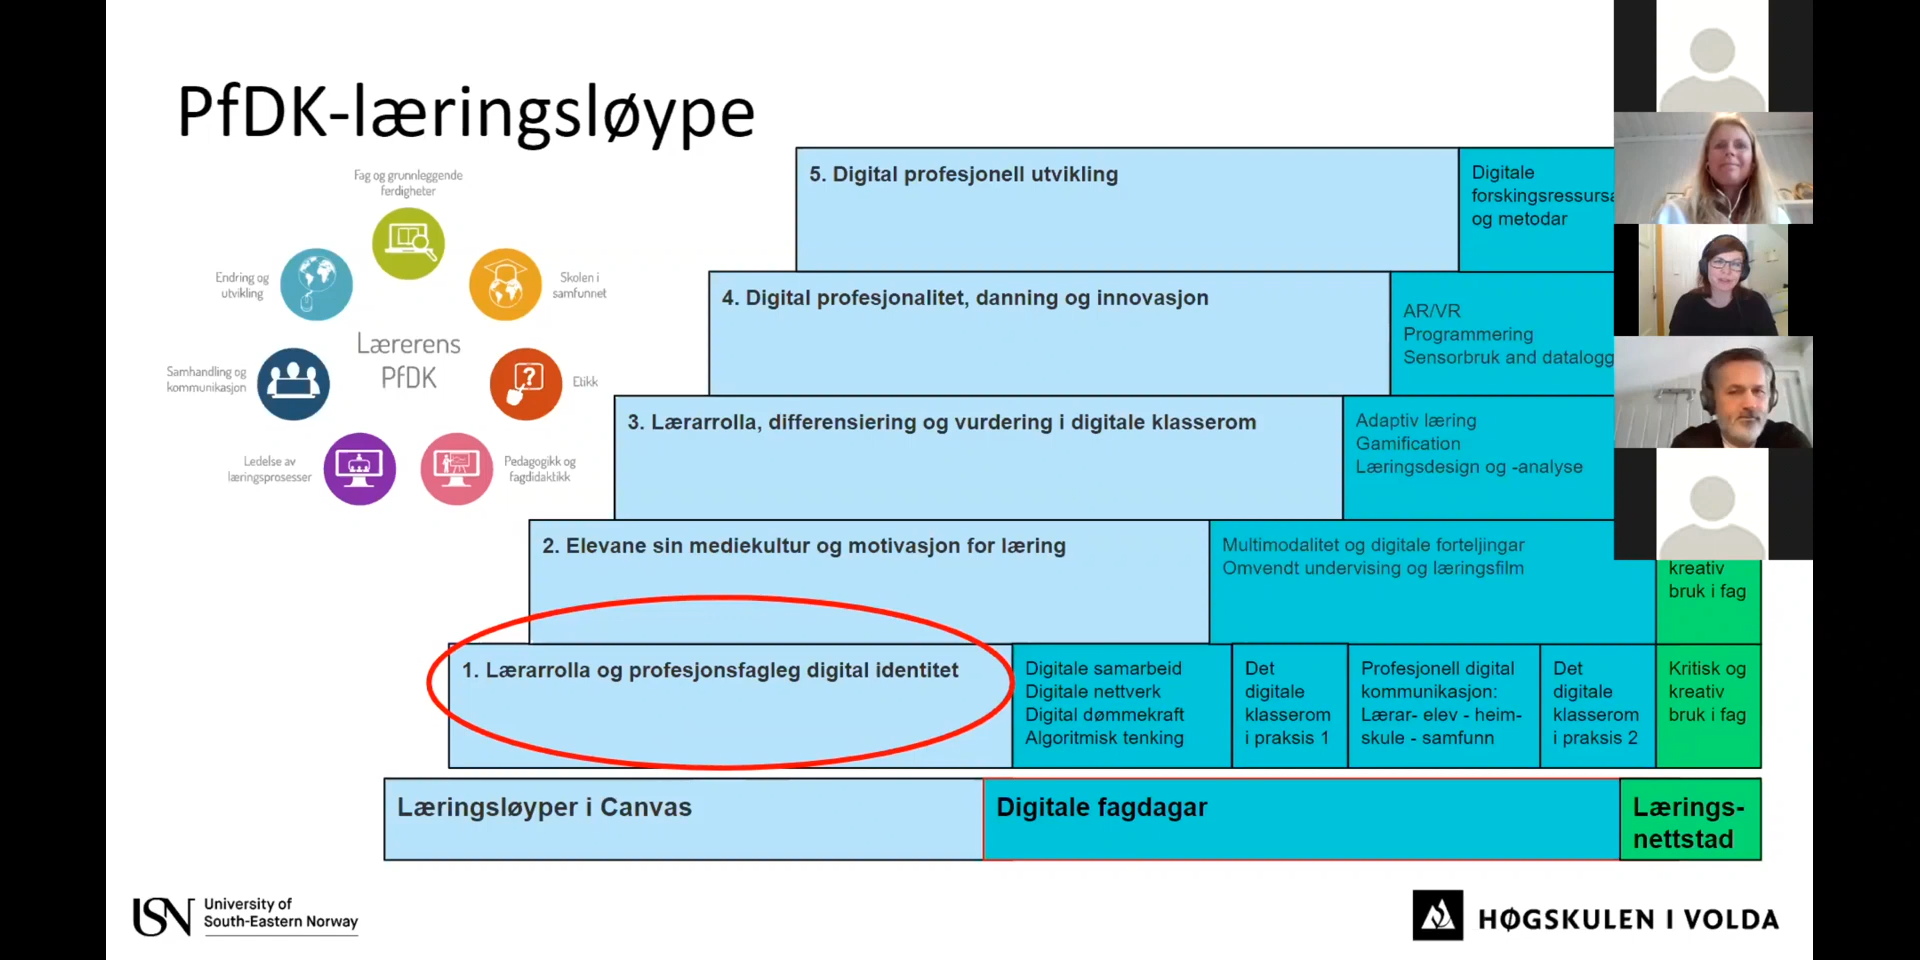 PfDK-læringsløype
Fag og grunnleggende
ferdigheter
Endring og
utvikling
Skolen i
samfunnet
Lærerens
PfDK
Samhandling og
kommunikasjon
Etikk
Ledelse av
læringsprosesser
Pedagogikk og
fagdidaktikk
5. Digital profesjonell utvikling
Digitale
forskingsressursa
og metodar
4. Digital profesjonalitet, danning og innovasjon
AR/VR
Programmering
Sensorbruk and datalogg
3. Lærarrolla, differensiering og vurdering i digitale klasserom
Adaptiv læring
Gamification
Læringsdesign og -analyse
2. Elevane sin mediekultur og motivasjon for læring
Multimodalitet og digitale forteljingar
Omvendt undervising og læringsfilm
kreativ
bruk i fag
1. Lærarrolla og profesjonsfagleg digital identitet
Digitale samarbeid
Digitale nettverk
Digital dømmekraft
Algoritmisk tenking
Det
digitale
klasserom
i praksis 1
Profesjonell digital
kommunikasjon:
Lærar- elev - heim-
skule - samfunn
Det
digitale
klasserom
i praksis 2
Kritisk og
kreativ
bruk i fag
Læringsløyper i Canvas
Digitale fagdagar
Lærings-
nettstad
USN University of
South-Eastern Norway
HØGSKULEN I VOLDA